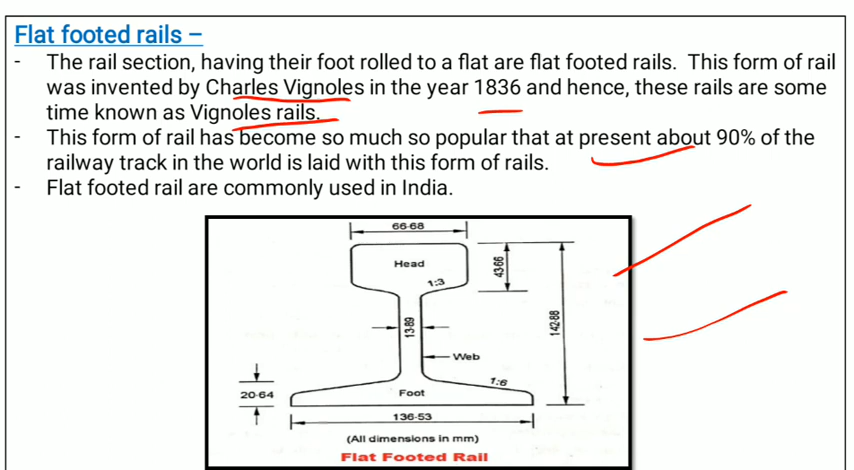 Flat footed rails –
- The rail section, having their foot rolled to a flat are flat footed rails. This form of rail
was invented by Charles Vignoles in the year 1836 and hence, these rails are some
time known as Vignoles rails.
- This form of rail has become so much so popular that at present about 90% of the
railway track in the world is laid with this form of rails.
- Flat footed rail are commonly used in India.
66·68
Head
43·66
1:3
13·89
142·88
Web
1:6
20·64
Foot
136·53
(All dimensions in mm)
Flat Footed Rail